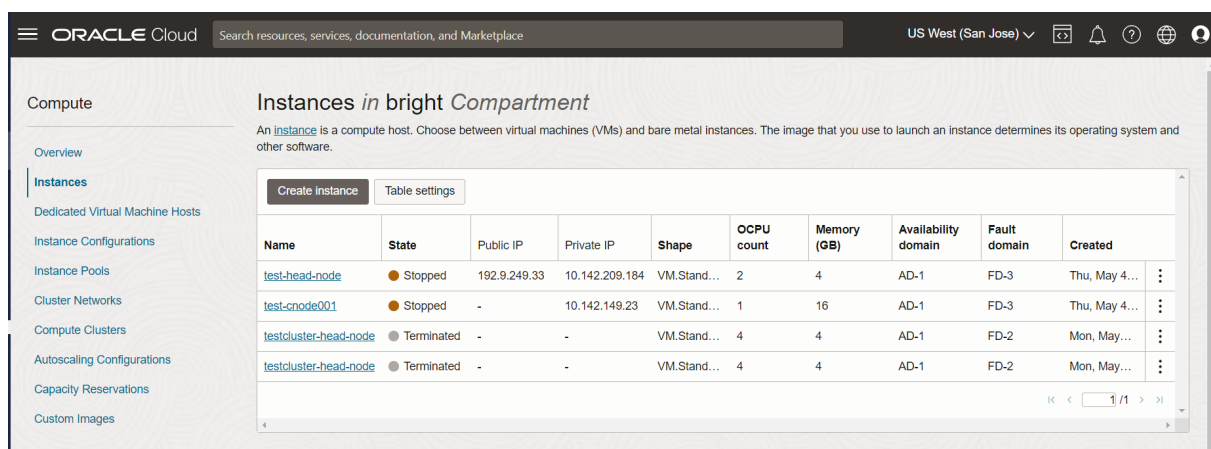 ORACLE Cloud Search resources, services, documentation, and Marketplace US West (San Jose)
Compute
Overview
Instances
Dedicated Virtual Machine Hosts
Instance Configurations
Instance Pools
Cluster Networks
Compute Clusters
Autoscaling Configurations
Capacity Reservations
Custom Images
Instances in bright Compartment
An instance is a compute host. Choose between virtual machines (VMs) and bare metal instances. The image that you use to launch an instance determines its operating system and
other software.
Create instance Table settings
Name State Public IP Private IP Shape OCPU count Memory (GB) Availability domain Fault domain Created
test-head-node Stopped 192.9.249.33 10.142.209.184 VM.Stand... 2 4 AD-1 FD-3 Thu, May 4...
test-cnode001 Stopped - 10.142.149.23 VM.Stand... 1 16 AD-1 FD-3 Thu, May 4...
testcluster-head-node Terminated - - VM.Stand... 4 4 AD-1 FD-2 Mon, May...
testcluster-head-node Terminated - - VM.Stand... 4 4 AD-1 FD-2 Mon, May...
1 /1